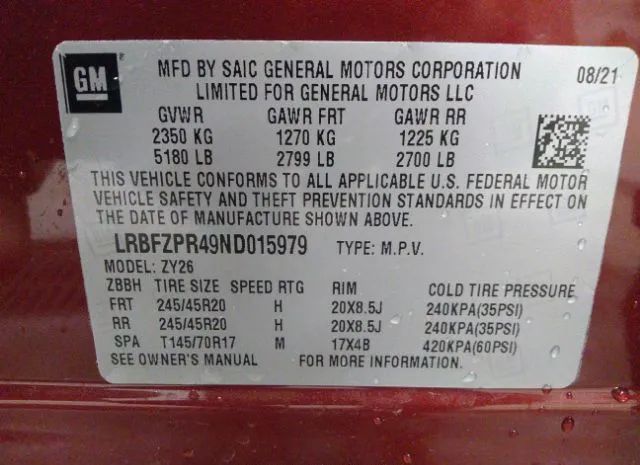 GM
MFD BY SAIC GENERAL MOTORS CORPORATION 08/21
LIMITED FOR GENERAL MOTORS LLC
GVWR GAWR FRT GAWR RR
2350 KG 1270 KG 1225 KG
5180 LB 2799 LB 2700 LB
THIS VEHICLE CONFORMS TO ALL APPLICABLE U.S. FEDERAL MOTOR
VEHICLE SAFETY AND THEFT PREVENTION STANDARDS IN EFFECT ON
THE DATE OF MANUFACTURE SHOWN ABOVE.
LRBFZPR49ND015979 TYPE: M.P.V.
MODEL: ZY26
ZBBH TIRE SIZE SPEED RTG RIM COLD TIRE PRESSURE
FRT 245/45R20 H 20X8.5J 240KPA(35PSI)
RR 245/45R20 H 20X8.5J 240KPA(35PSI)
SPA T145/70R17 M 17X4B 420KPA(60PSI)
SEE OWNER'S MANUAL FOR MORE INFORMATION.